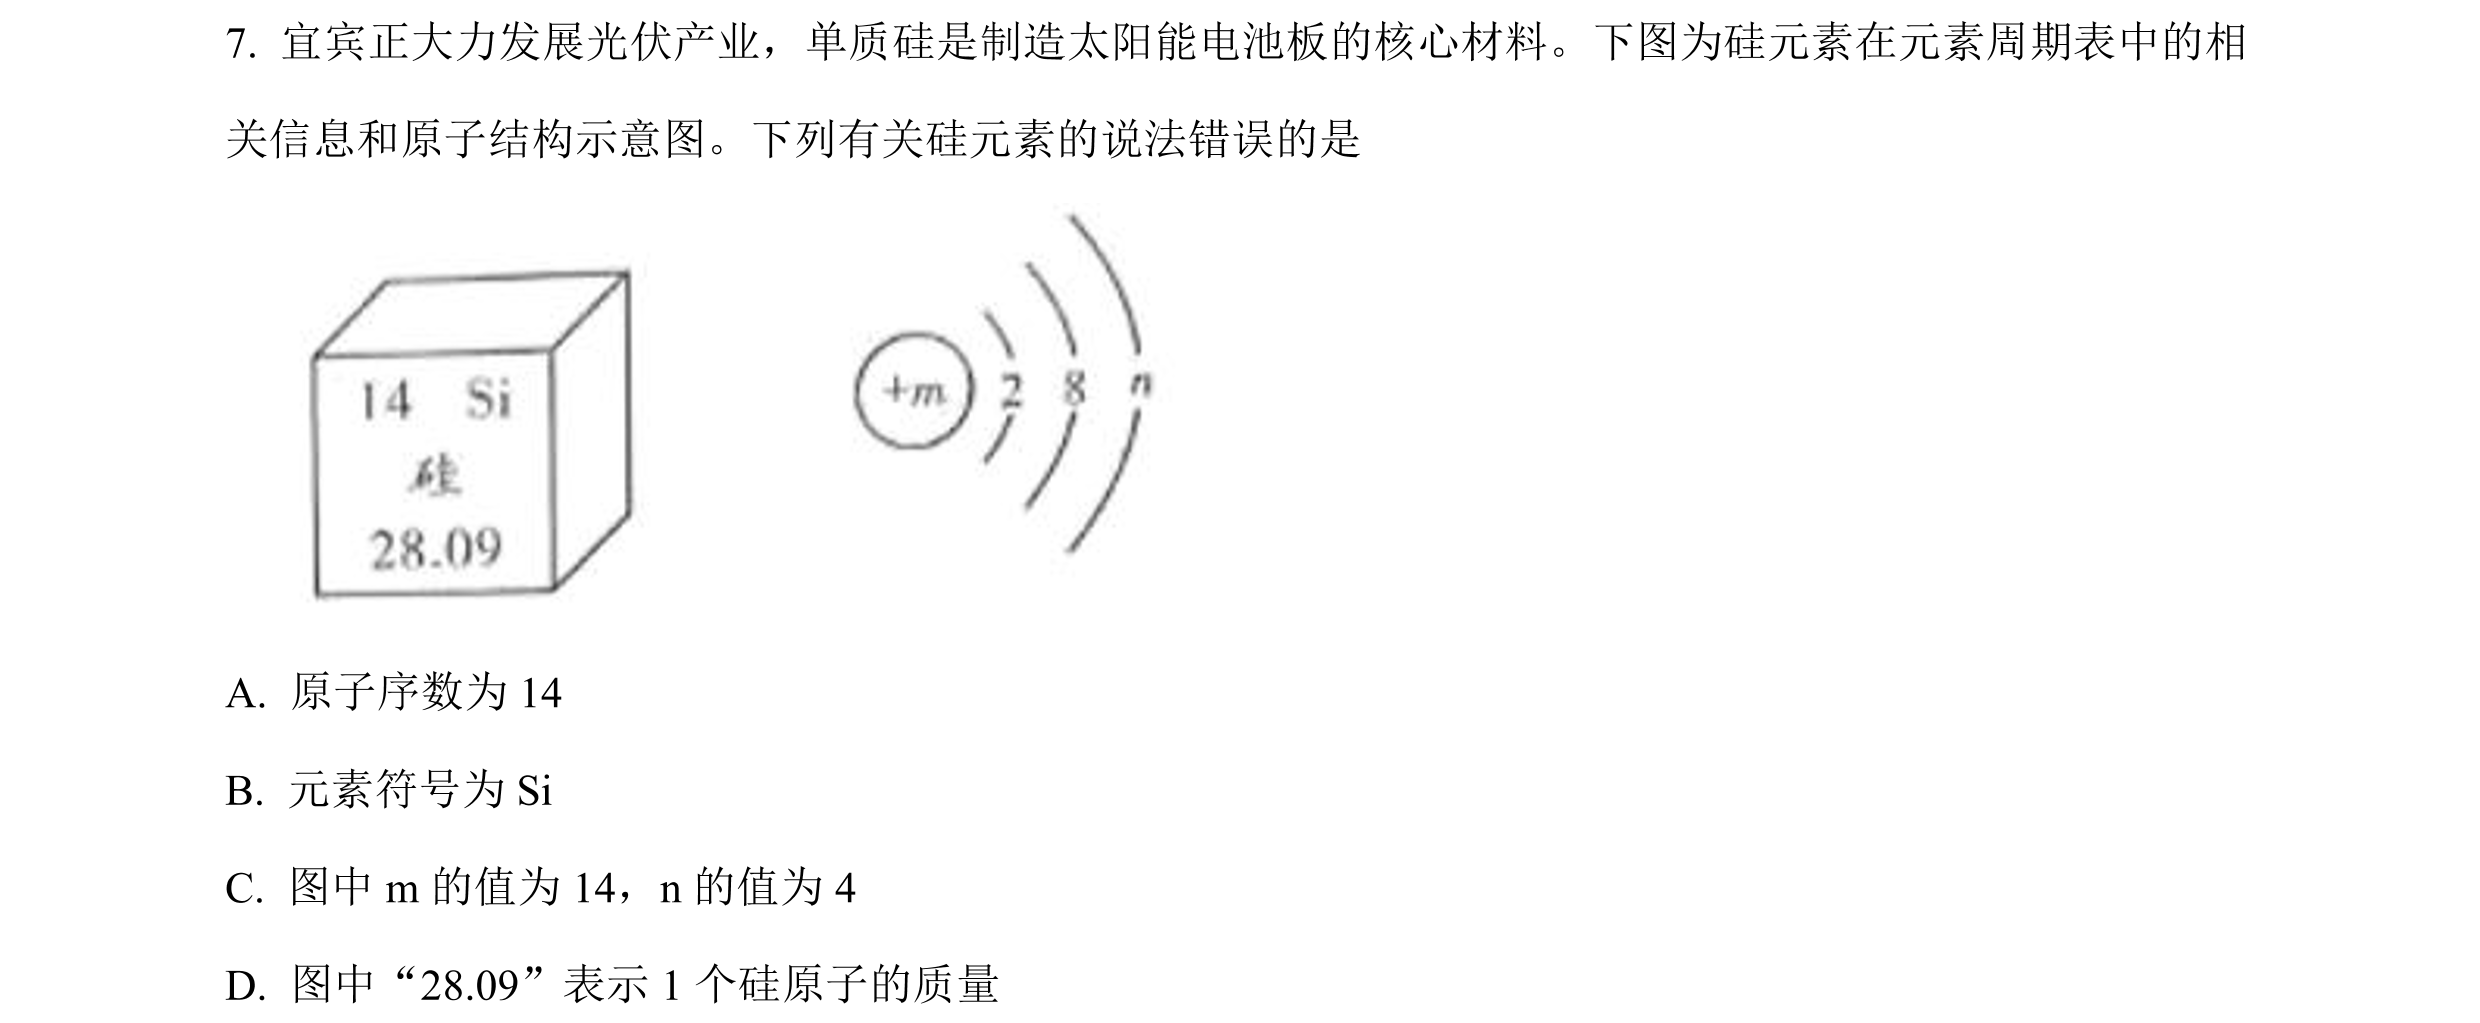 7. 宜宾正大力发展光伏产业，单质硅是制造太阳能电池板的核心材料。下图为硅元素在元素周期表中的相
关信息和原子结构示意图。下列有关硅元素的说法错误的是
14 Si
硅
28.09
+m 2 8 n
A. 原子序数为 14
B. 元素符号为 Si
C. 图中 m 的值为 14，n 的值为 4
D. 图中“28.09”表示 1 个硅原子的质量